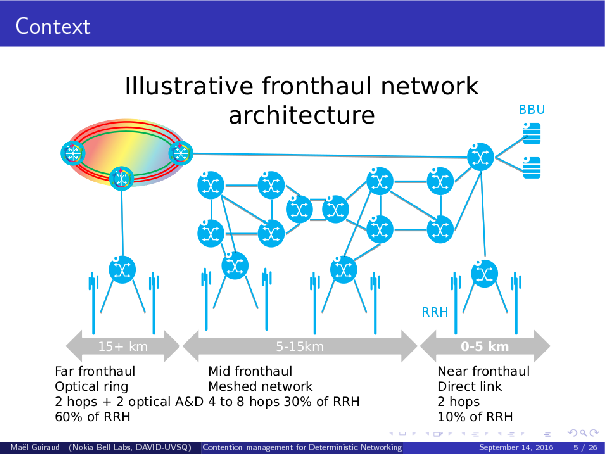 Context
Illustrative fronthaul network
architecture
BBU
RRH
15+ km
5-15km
0-5 km
Far fronthaul
Optical ring
2 hops + 2 optical A&D
60% of RRH
Mid fronthaul
Meshed network
4 to 8 hops 30% of RRH
Near fronthaul
Direct link
2 hops
10% of RRH
Maël Guiraud (Nokia Bell Labs, DAVID-UVSQ) Contention management for Deterministic Networking September 14, 2016 5 / 26